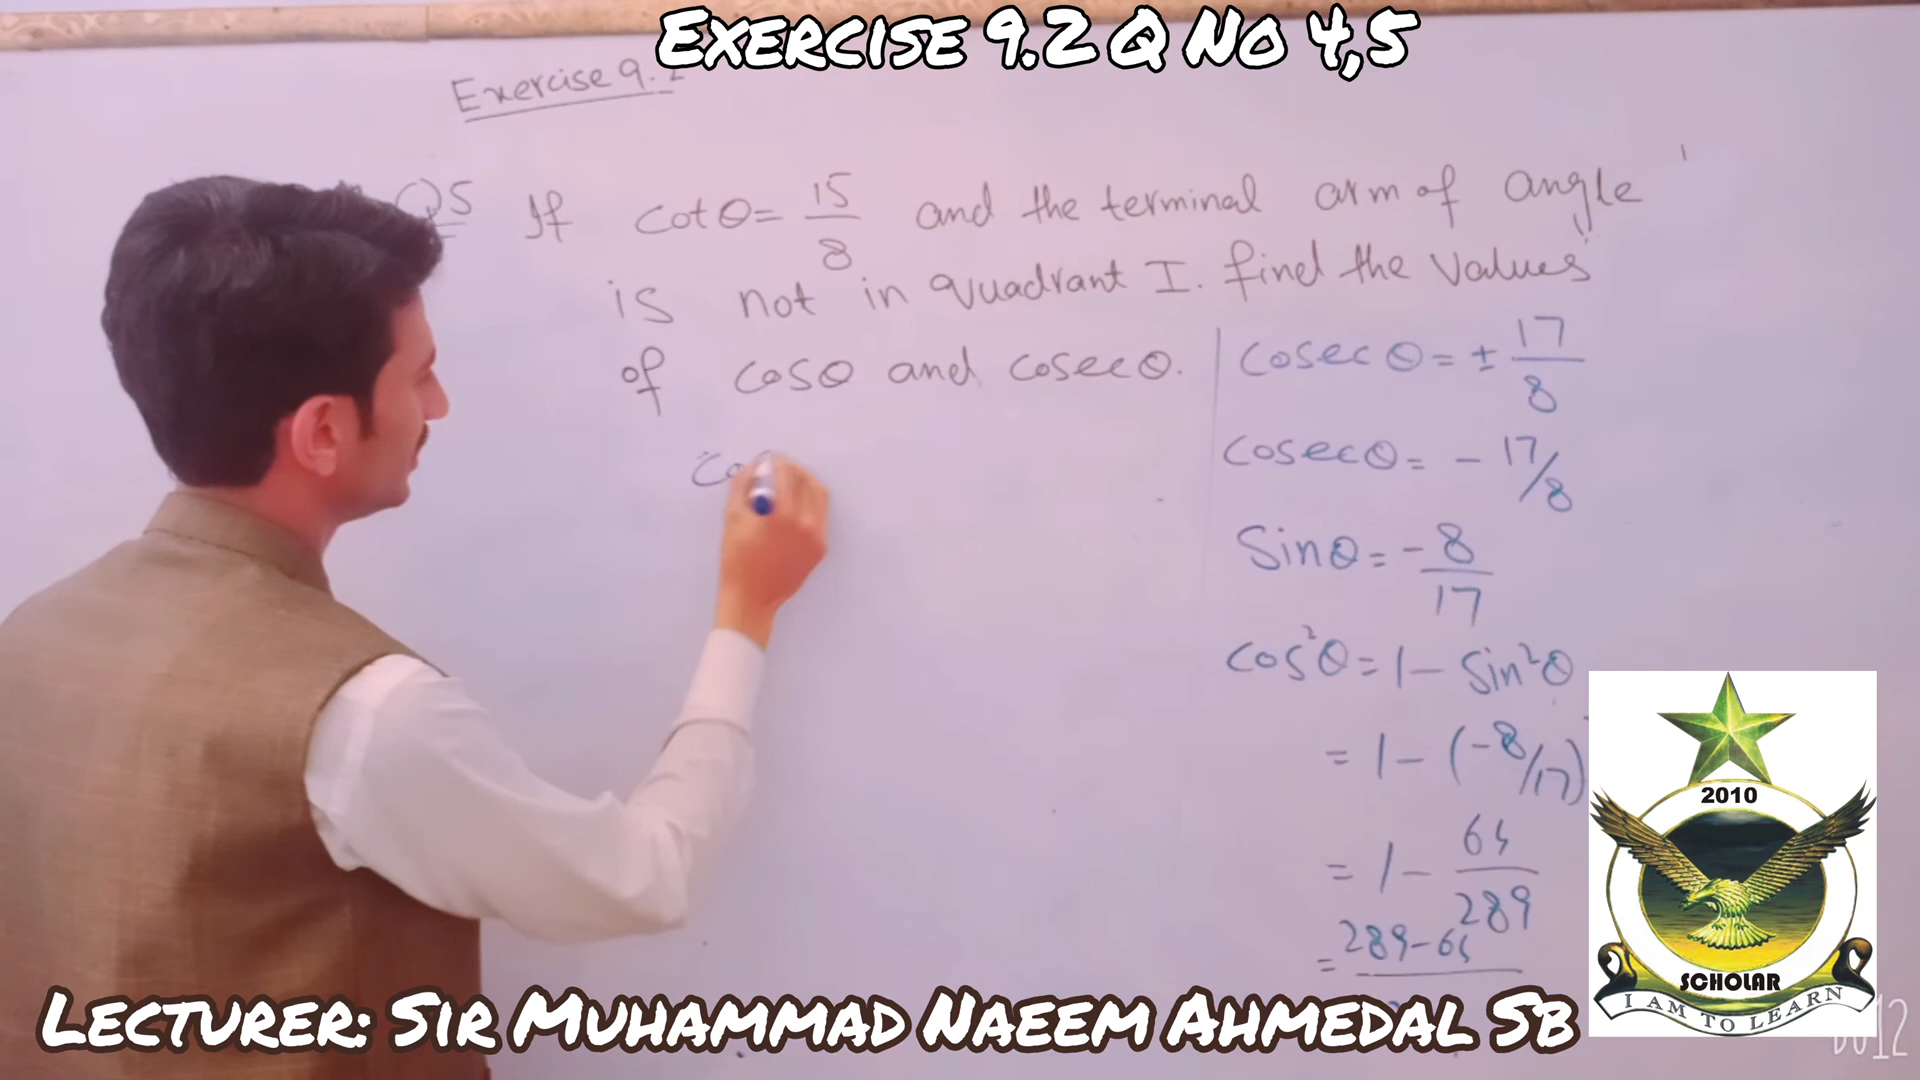 EXERCISE 9.2 Q NO 4,5
Exercise 9.2
Q5 If cotθ = 15/8 and the terminal arm of angle
is not in quadrant I. find the values
of cosθ and cosecθ.
cosecθ = ± 17/8
cosecθ = - 17/8
Sinθ = - 8/17
cos²θ = 1 - Sin²θ
= 1 - (-8/17)
= 1 - 64/289
= 289 - 64
LECTURER: SIR MUHAMMAD NAEEM AHMEDAL SB
2010
SCHOLAR
I AM TO LEARN